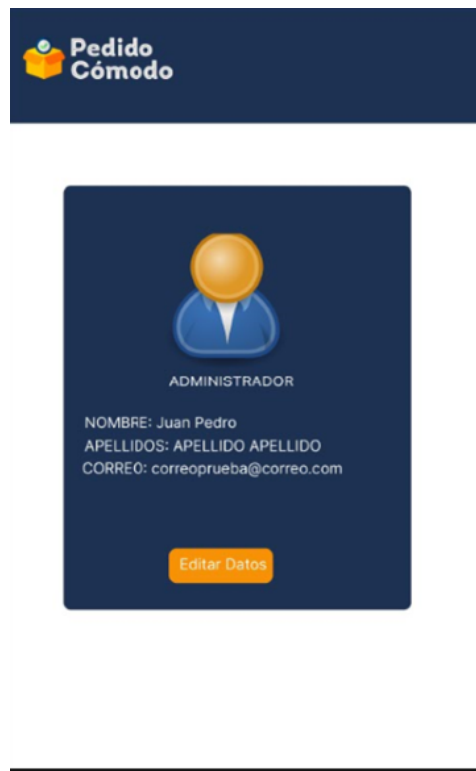 Pedido
Cómodo
ADMINISTRADOR
NOMBRE: Juan Pedro
APELLIDOS: APELLIDO APELLIDO
CORREO: correoprueba@correo.com
Editar Datos